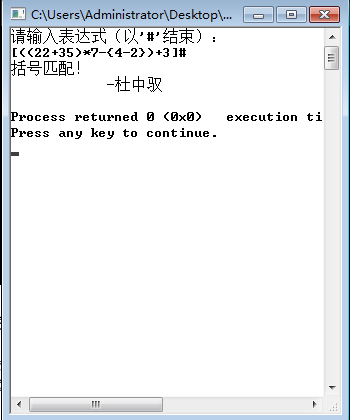 C:\Users\Administrator\Desktop\...
请输入表达式（以'#'结束）：
[((22+35)*7-(4-2))+3]#
括号匹配!
-杜中驭
Process returned 0 (0x0)   execution ti
Press any key to continue.